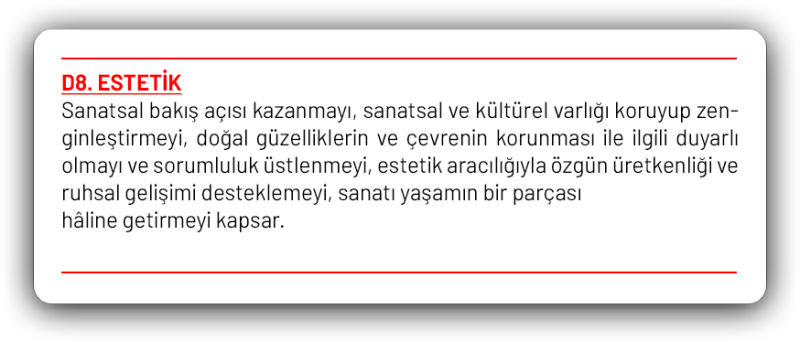 D8. ESTETİK
Sanatsal bakış açısı kazanmayı, sanatsal ve kültürel varlığı koruyup zen-
ginleştirmeyi, doğal güzelliklerin ve çevrenin korunması ile ilgili duyarlı
olmayı ve sorumluluk üstlenmeyi, estetik aracılığıyla özgün üretkenliği ve
ruhsal gelişimi desteklemeyi, sanatı yaşamın bir parçası
hâline getirmeyi kapsar.